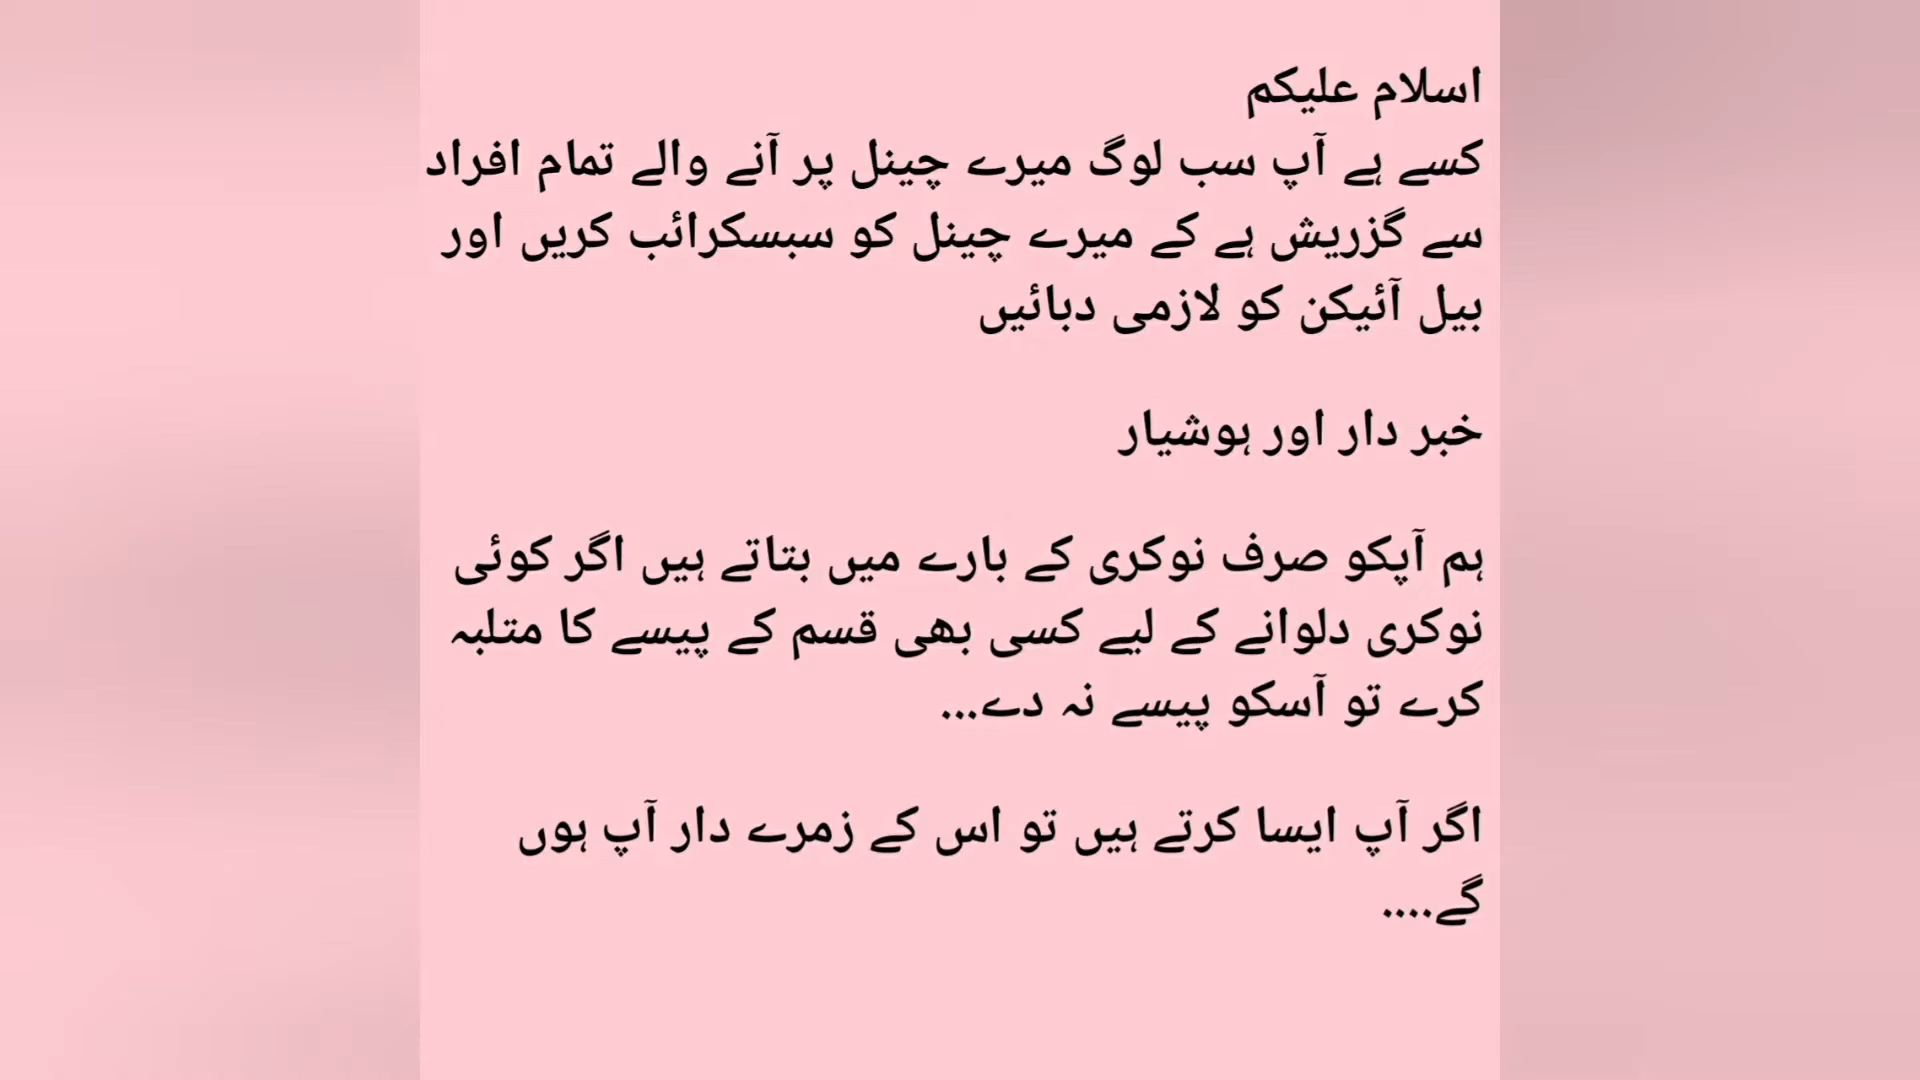 اسلام علیکم
کسے ہے آپ سب لوگ میرے چینل پر آنے والے تمام افراد
سے گزریش ہے کے میرے چینل کو سبسکرائب کریں اور
بیل آئیکن کو لازمی دبائیں
خبر دار اور ہوشیار
ہم آپکو صرف نوکری کے بارے میں بتاتے ہیں اگر کوئی
نوکری دلوانے کے لیے کسی بھی قسم کے پیسے کا متلبہ
کرے تو آسکو پیسے نہ دے...
اگر آپ ایسا کرتے ہیں تو اس کے زمرے دار آپ ہوں
گے....